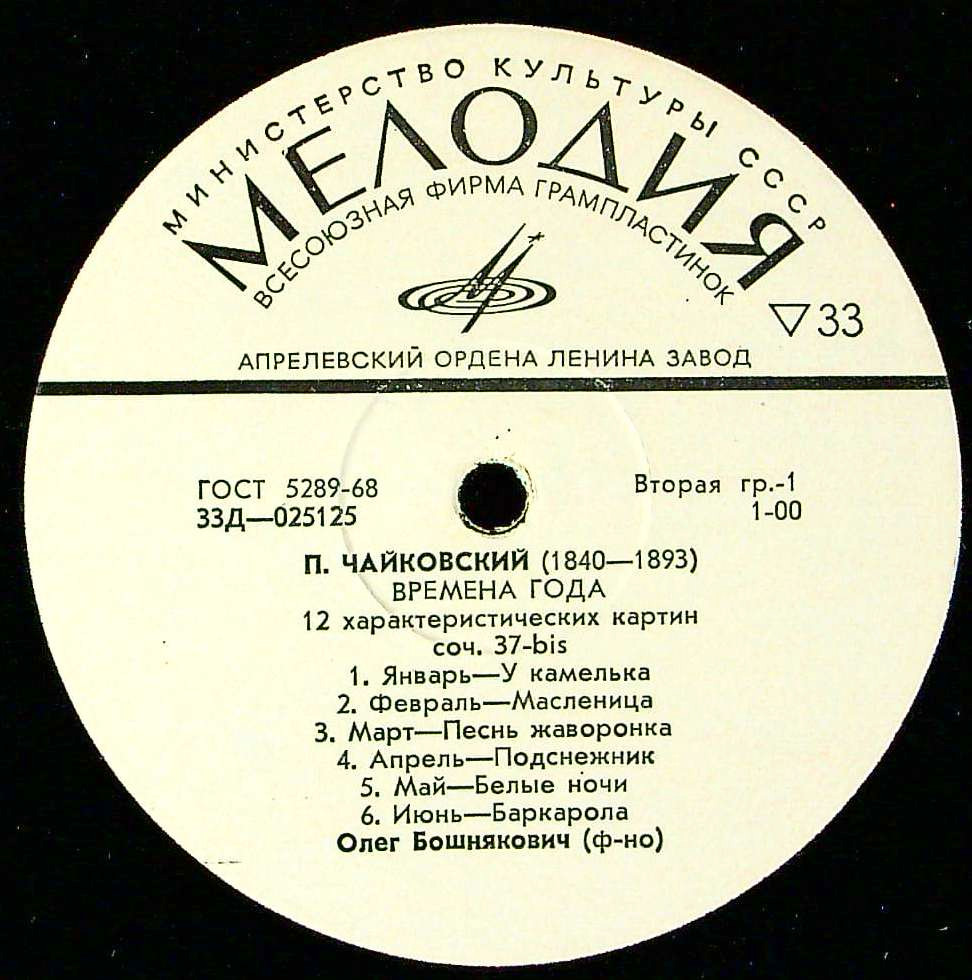 МИНИСТЕРСТВО КУЛЬТУРЫ СССР
МЕЛОДИЯ
ВСЕСОЮЗНАЯ ФИРМА ГРАМПЛАСТИНОК
▽33
АПРЕЛЕВСКИЙ ОРДЕНА ЛЕНИНА ЗАВОД
ГОСТ 5289-68
33Д—025125
Вторая гр.-1
1-00
П. ЧАЙКОВСКИЙ (1840—1893)
ВРЕМЕНА ГОДА
12 характеристических картин
соч. 37-bis
1. Январь—У камелька
2. Февраль—Масленица
3. Март—Песнь жаворонка
4. Апрель—Подснежник
5. Май—Белые ночи
6. Июнь—Баркарола
Олег Бошнякович (ф-но)